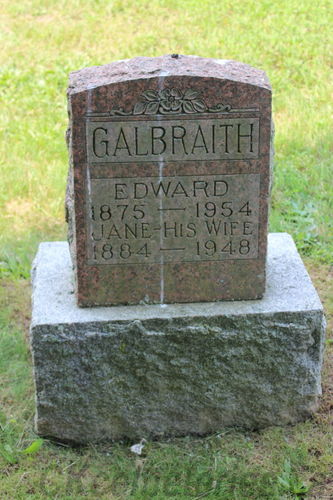 GALBRAITH
EDWARD
1875 — 1954
JANE-HIS WIFE
1884 — 1948